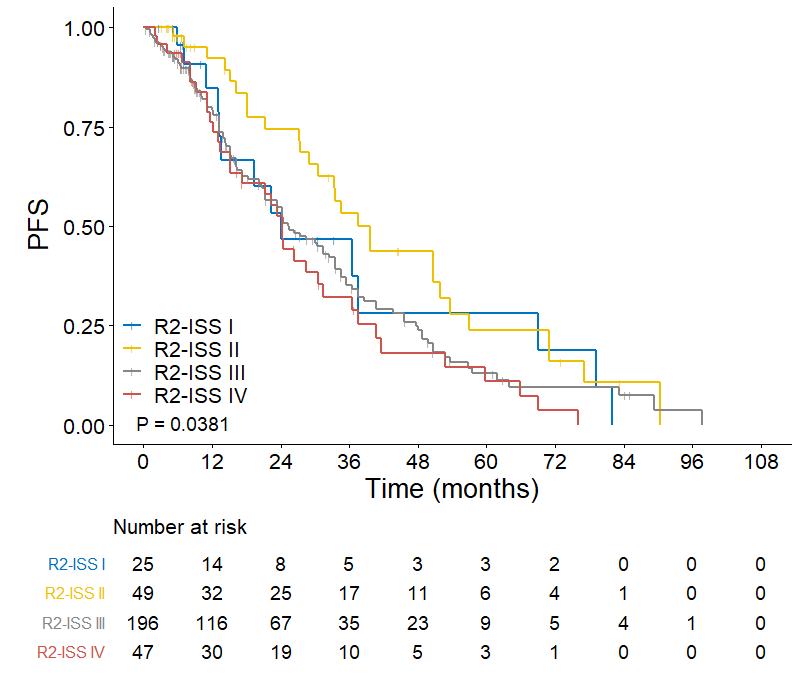 1.00
0.75
0.50
0.25
0.00
PFS
R2-ISS I
R2-ISS II
R2-ISS III
R2-ISS IV
P = 0.0381
0 12 24 36 48 60 72 84 96 108
Time (months)
Number at risk
R2-ISS I 25 14 8 5 3 3 2 0 0 0
R2-ISS II 49 32 25 17 11 6 4 1 0 0
R2-ISS III 196 116 67 35 23 9 5 4 1 0
R2-ISS IV 47 30 19 10 5 3 1 0 0 0